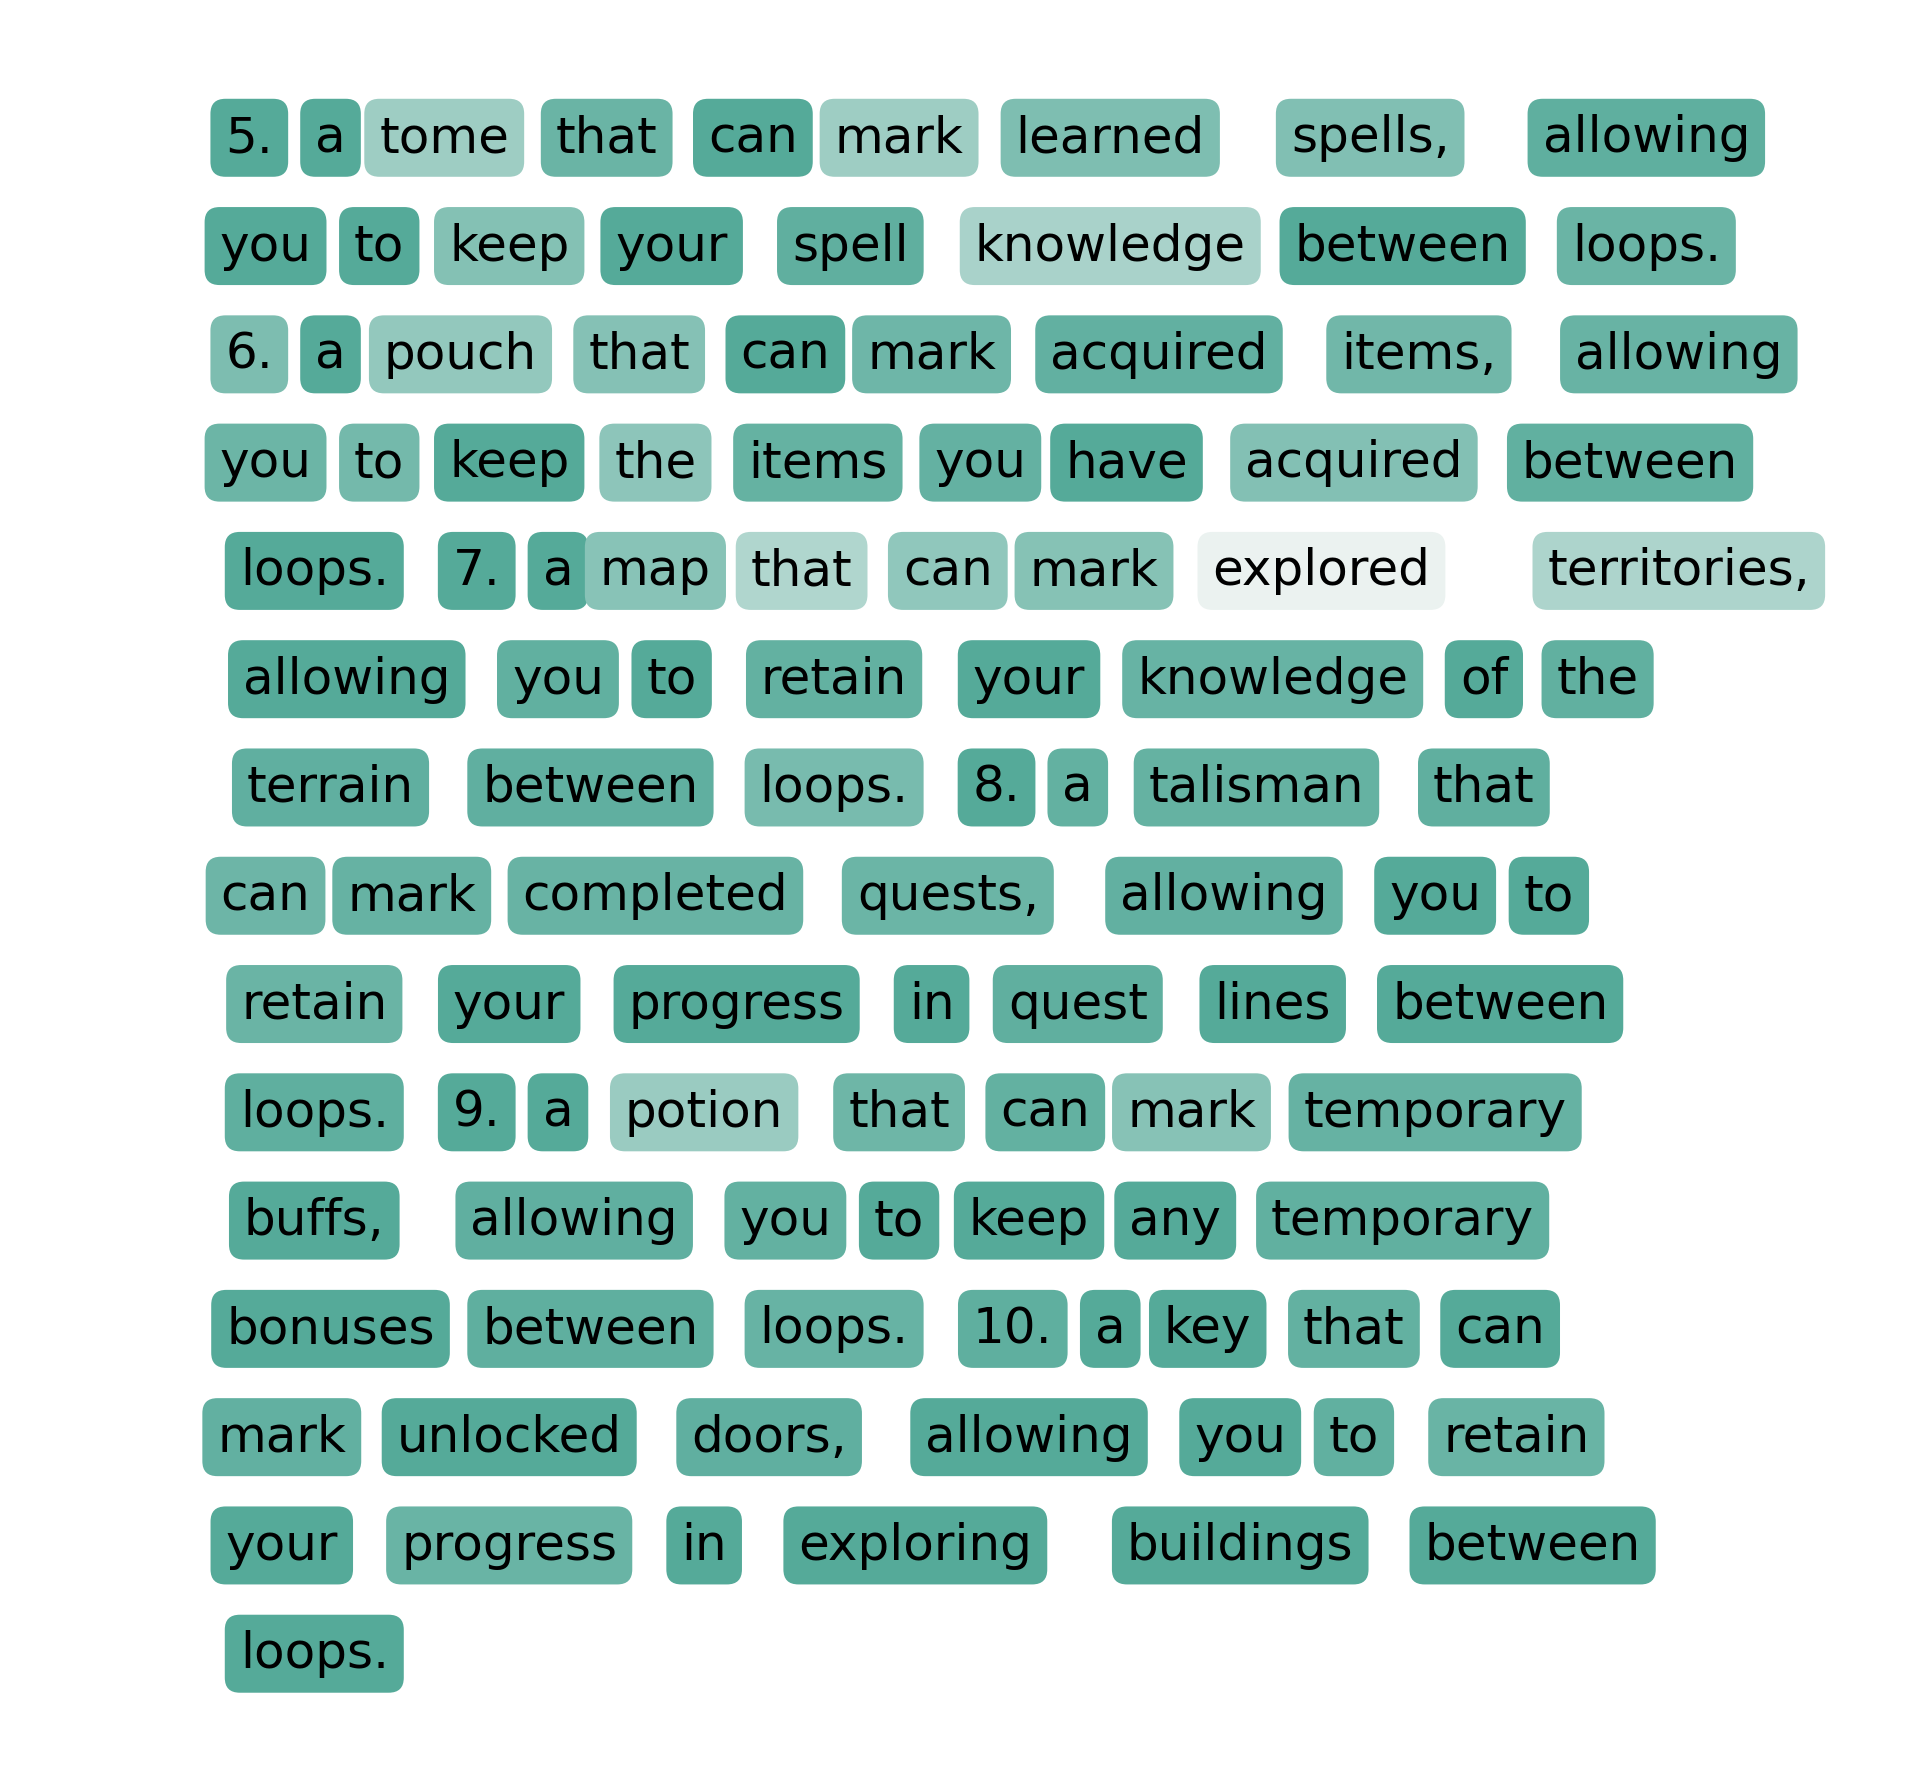 5. a tome that can mark learned spells, allowing
you to keep your spell knowledge between loops.
6. a pouch that can mark acquired items, allowing
you to keep the items you have acquired between
loops. 7. a map that can mark explored territories,
allowing you to retain your knowledge of the
terrain between loops. 8. a talisman that
can mark completed quests, allowing you to
retain your progress in quest lines between
loops. 9. a potion that can mark temporary
buffs, allowing you to keep any temporary
bonuses between loops. 10. a key that can
mark unlocked doors, allowing you to retain
your progress in exploring buildings between
loops.